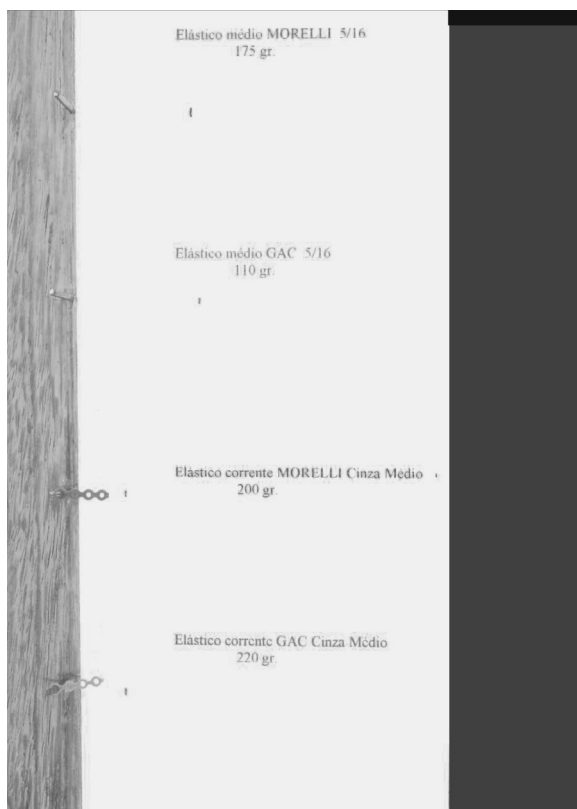 Elástico médio MORELLI 5/16
175 gr.
Elástico médio GAC 5/16
110 gr.
Elástico corrente MORELLI Cinza Médio
200 gr.
Elástico corrente GAC Cinza Médio
220 gr.